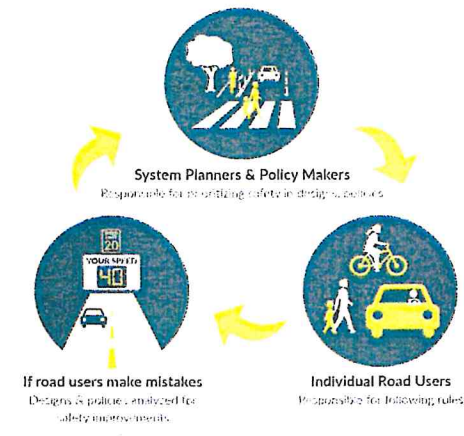 System Planners & Policy Makers
Responsible for prioritizing safety in design & policies
20
YOUR SPEED
40
If road users make mistakes
Designs & policies analyzed for
safety improvements
Individual Road Users
Responsible for following rules